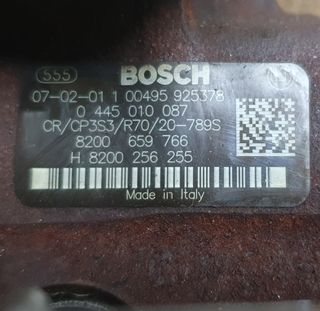 555 BOSCH
07-02-01 1 00495 925378
0 445 010 087
CR/CP3S3/R70/20-789S
8200 659 766
H 8200 256 255
Made in Italy